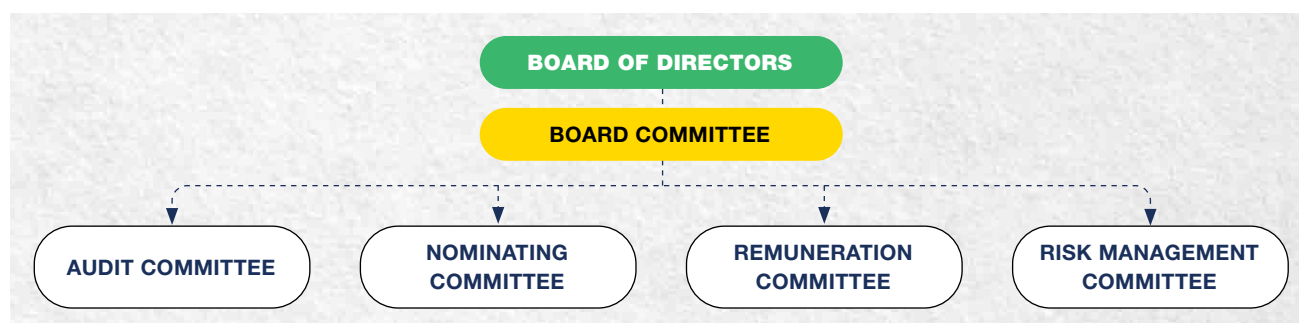 BOARD OF DIRECTORS
BOARD COMMITTEE
AUDIT COMMITTEE
NOMINATING
COMMITTEE
REMUNERATION
COMMITTEE
RISK MANAGEMENT
COMMITTEE